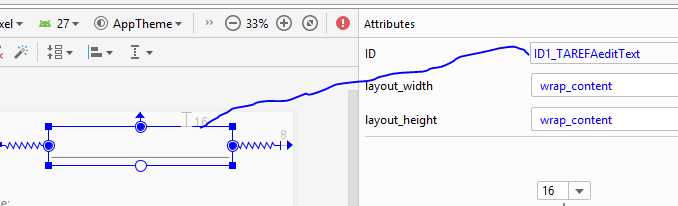 xel 27 AppTheme 33% Attributes
ID ID1_TAREFAeditText
layout_width wrap_content
16
layout_height wrap_content
8
16
e: